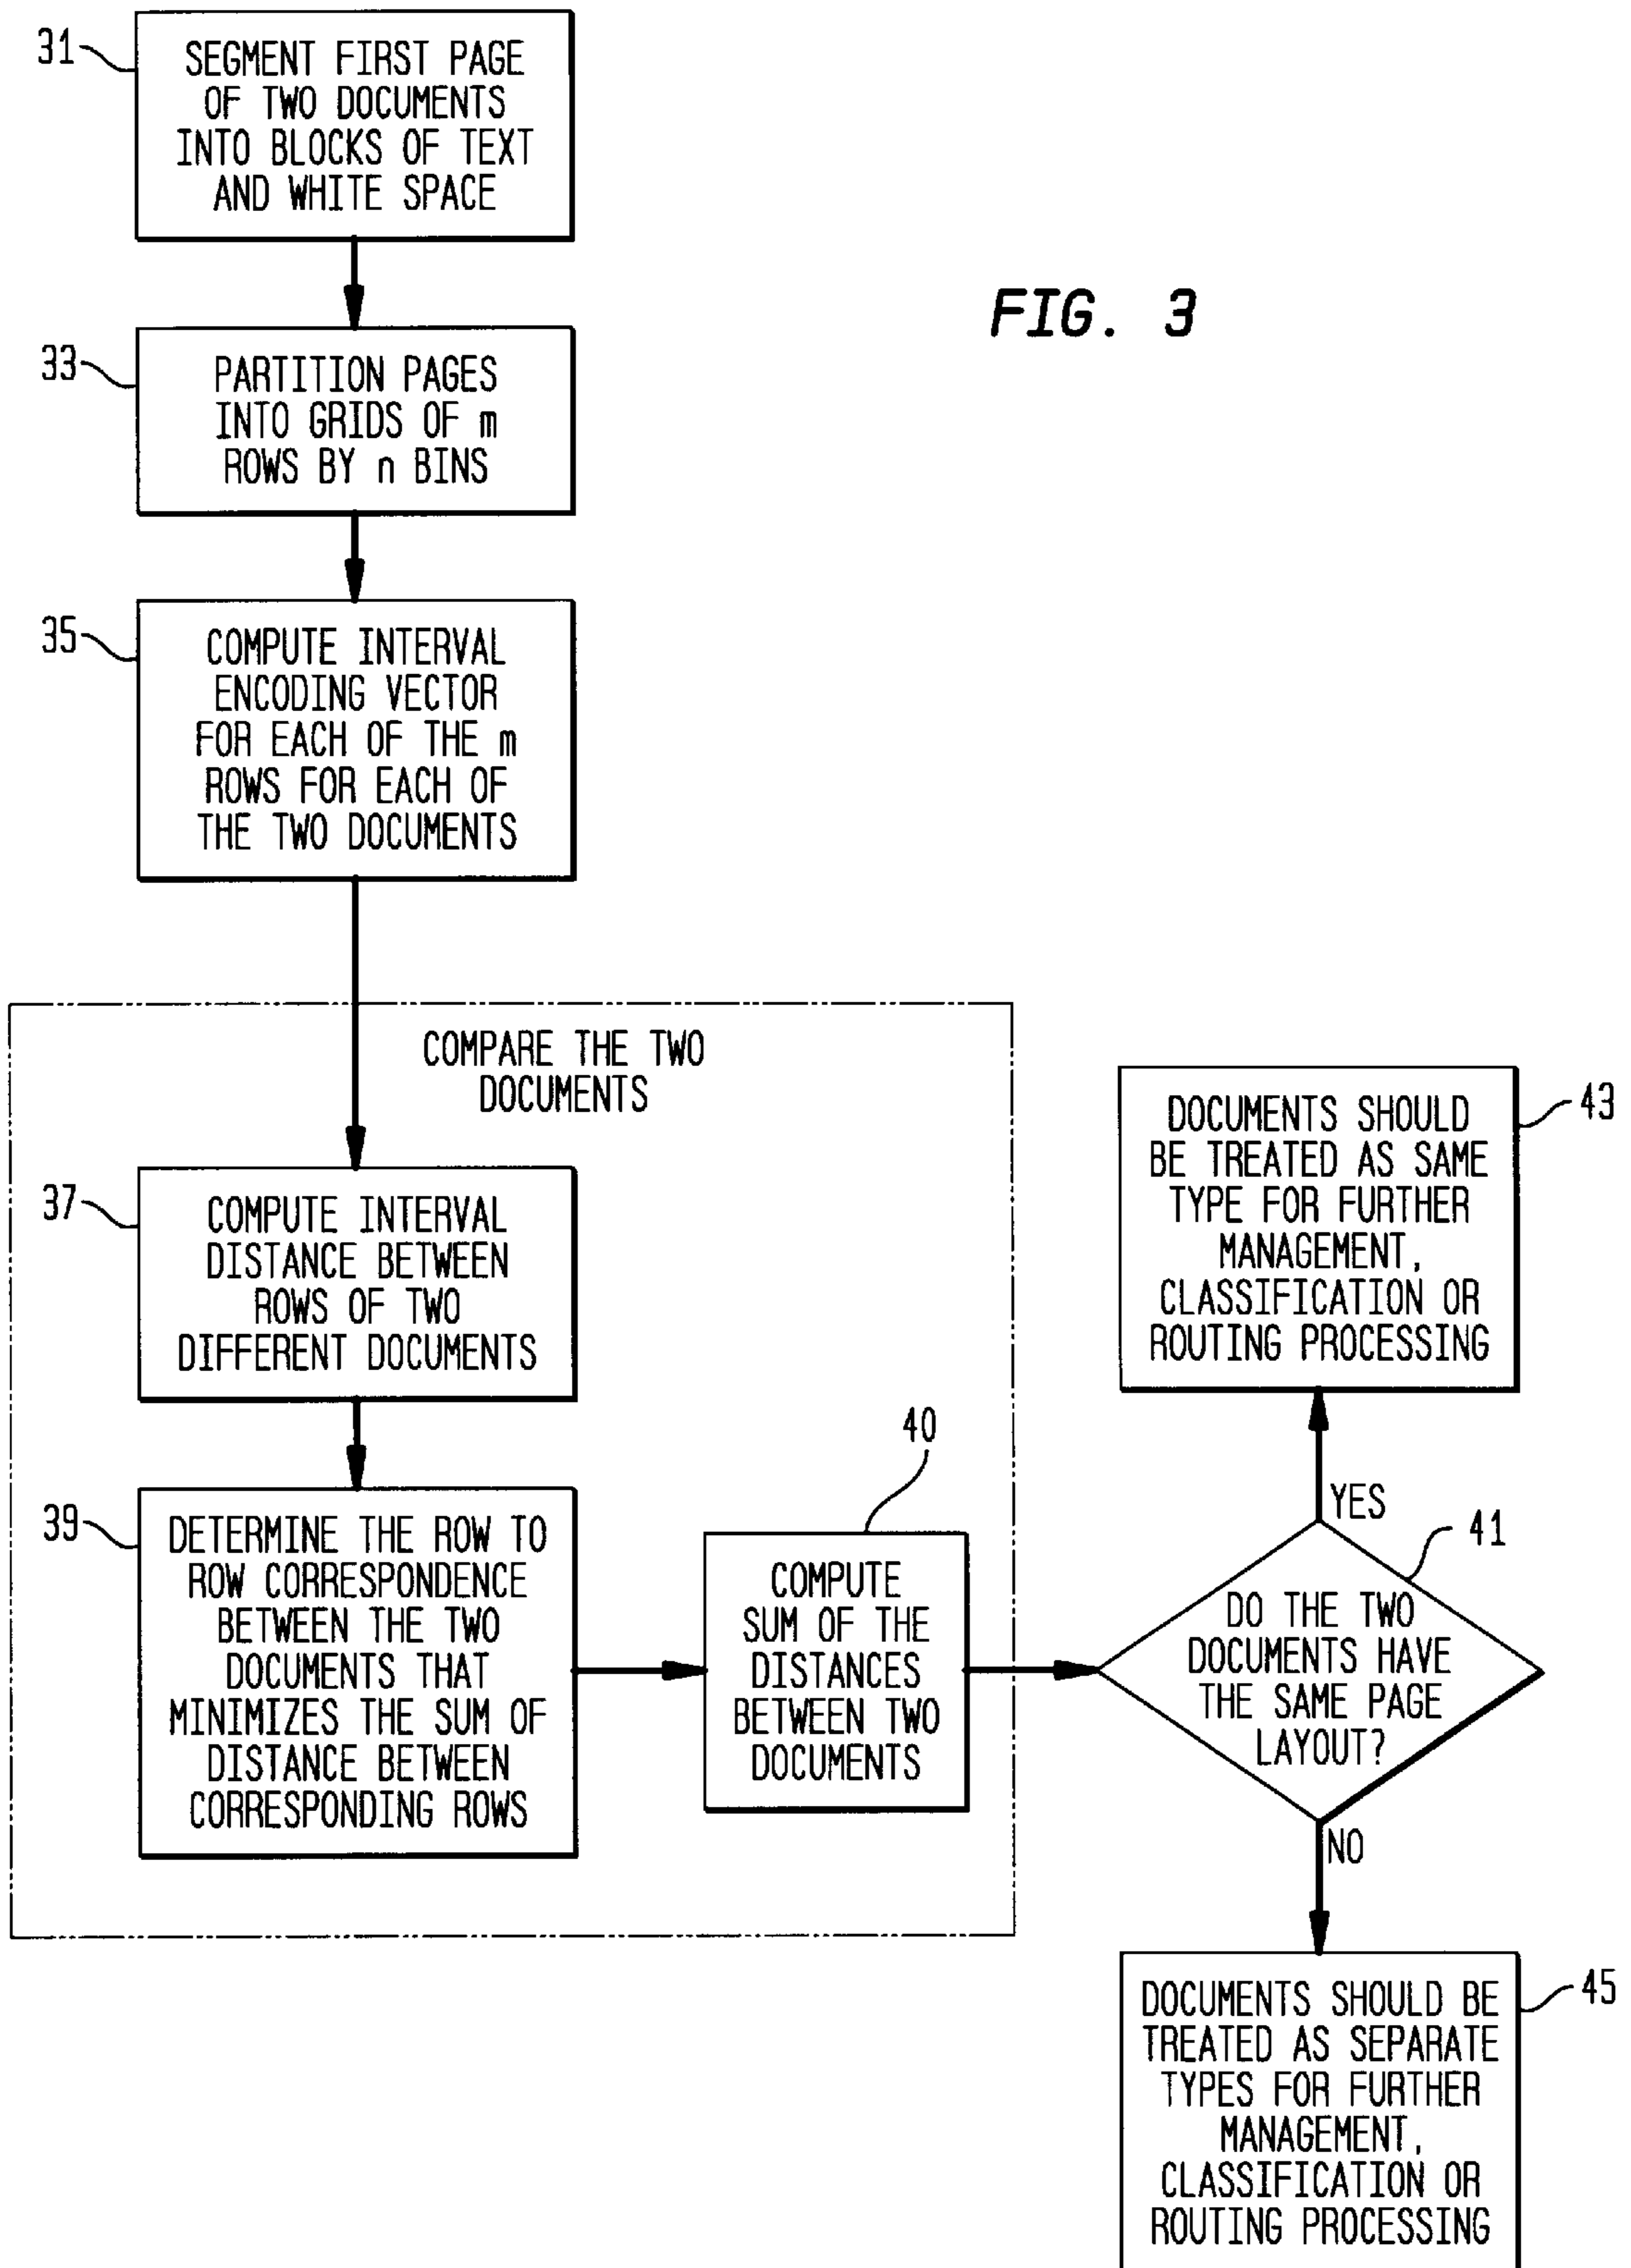 31
SEGMENT FIRST PAGE
OF TWO DOCUMENTS
INTO BLOCKS OF TEXT
AND WHITE SPACE
FIG. 3
33
PARTITION PAGES
INTO GRIDS OF m
ROWS BY n BINS
35
COMPUTE INTERVAL
ENCODING VECTOR
FOR EACH OF THE m
ROWS FOR EACH OF
THE TWO DOCUMENTS
COMPARE THE TWO
DOCUMENTS
37
COMPUTE INTERVAL
DISTANCE BETWEEN
ROWS OF TWO
DIFFERENT DOCUMENTS
39
DETERMINE THE ROW TO
ROW CORRESPONDENCE
BETWEEN THE TWO
DOCUMENTS THAT
MINIMIZES THE SUM OF
DISTANCE BETWEEN
CORRESPONDING ROWS
40
COMPUTE
SUM OF THE
DISTANCES
BETWEEN TWO
DOCUMENTS
43
DOCUMENTS SHOULD
BE TREATED AS SAME
TYPE FOR FURTHER
MANAGEMENT,
CLASSIFICATION OR
ROUTING PROCESSING
YES
41
DO THE TWO
DOCUMENTS HAVE
THE SAME PAGE
LAYOUT?
NO
45
DOCUMENTS SHOULD BE
TREATED AS SEPARATE
TYPES FOR FURTHER
MANAGEMENT,
CLASSIFICATION OR
ROUTING PROCESSING